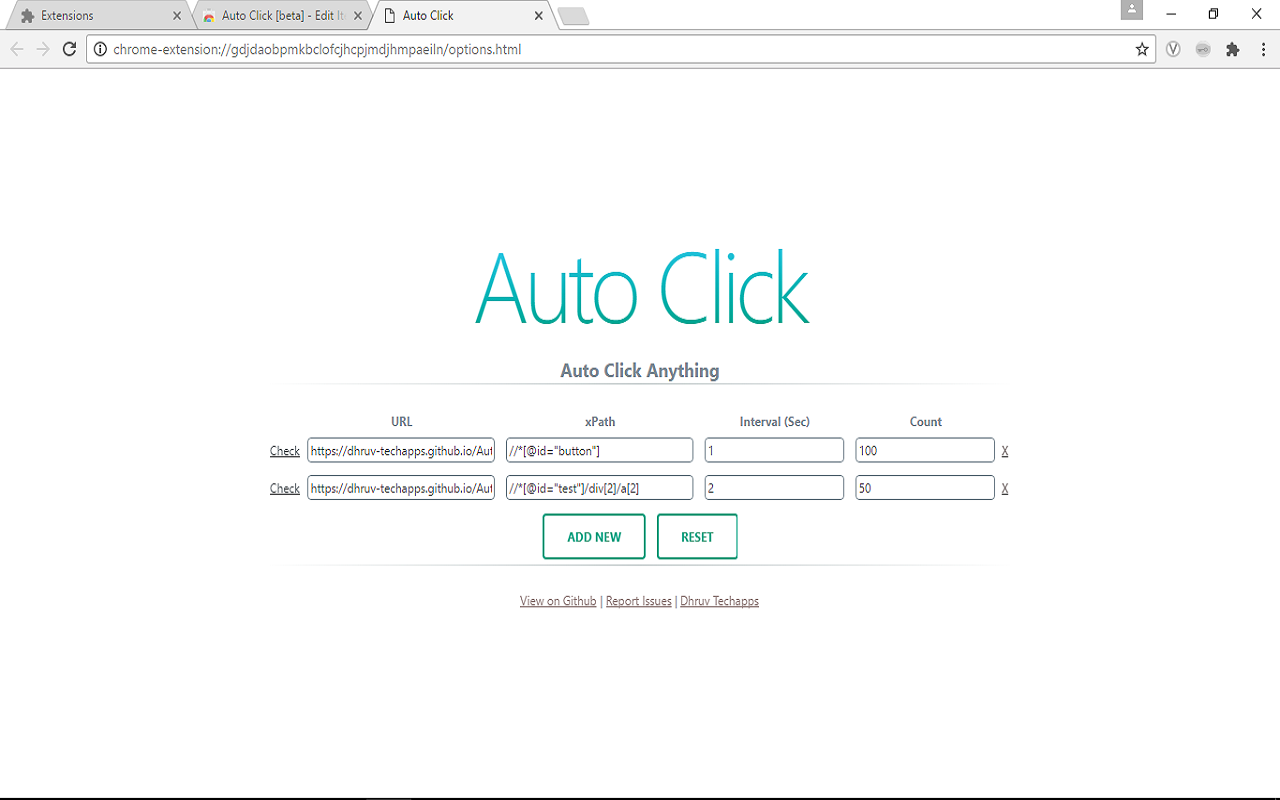 Extensions
Auto Click [beta] - Edit It
Auto Click
chrome-extension://gdjdaobpmkbclofcjhcpjmdjhmpaeiln/options.html
Auto Click
Auto Click Anything
URL xPath Interval (Sec) Count
Check https://dhruv-techapps.github.io/Aut //*[@id="button"] 1 100 X
Check https://dhruv-techapps.github.io/Aut //*[@id="test"]/div[2]/a[2] 2 50 X
ADD NEW RESET
View on Github | Report Issues | Dhruv Techapps